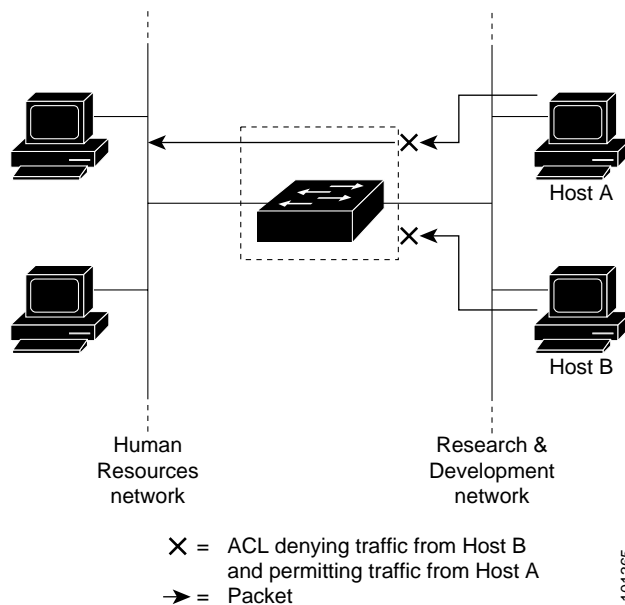 Host A
Host B
Human
Resources
network
Research &
Development
network
X = ACL denying traffic from Host B
and permitting traffic from Host A
= Packet